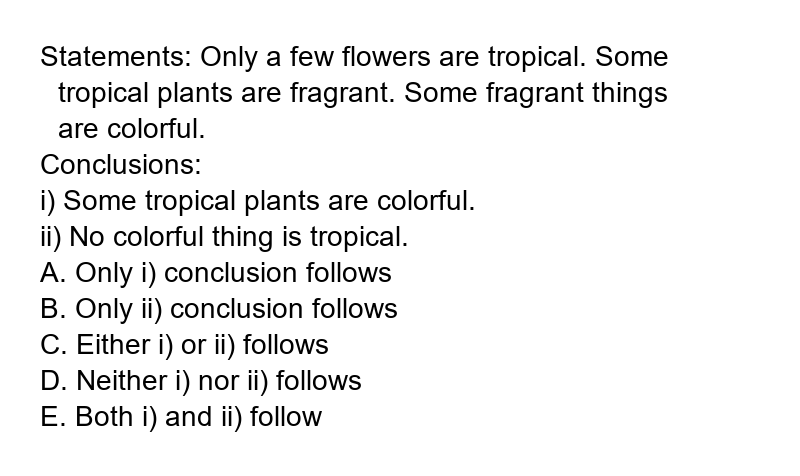 Statements: Only a few flowers are tropical. Some
tropical plants are fragrant. Some fragrant things
are colorful.
Conclusions:
i) Some tropical plants are colorful.
ii) No colorful thing is tropical.
A. Only i) conclusion follows
B. Only ii) conclusion follows
C. Either i) or ii) follows
D. Neither i) nor ii) follows
E. Both i) and ii) follow